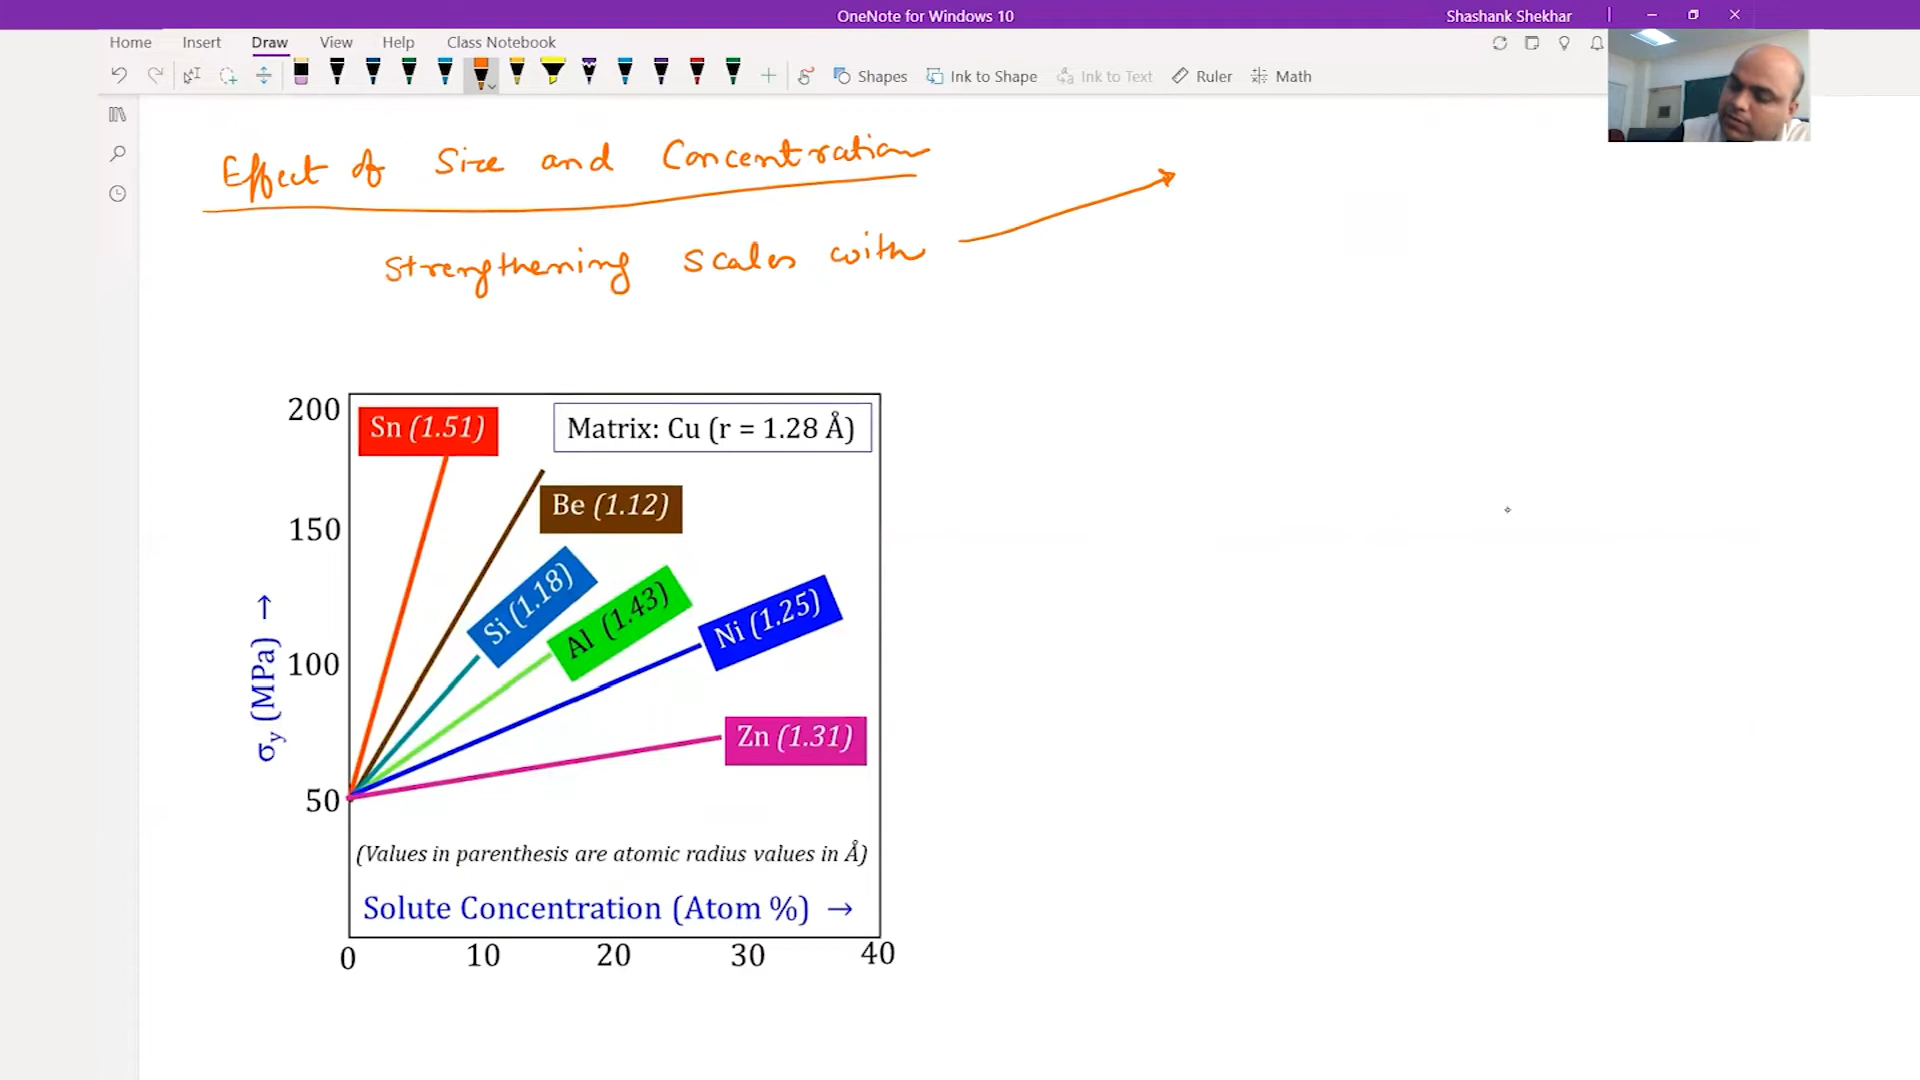 OneNote for Windows 10
Shashank Shekhar
Home Insert Draw View Help Class Notebook
Shapes Ink to Shape Ink to Text Ruler Math
Effect of Size and Concentration
Strengthening scales with
200
150
100
50
σy (MPa) →
Sn (1.51)
Matrix: Cu (r = 1.28 Å)
Be (1.12)
Si (1.18)
Al (1.43)
Ni (1.25)
Zn (1.31)
(Values in parenthesis are atomic radius values in Å)
Solute Concentration (Atom %) →
0 10 20 30 40